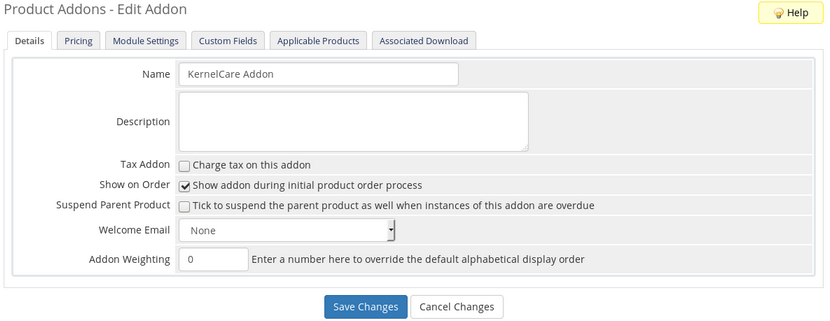 Product Addons - Edit Addon
Help
Details
Pricing
Module Settings
Custom Fields
Applicable Products
Associated Download
Name
KernelCare Addon
Description
Tax Addon
Charge tax on this addon
Show on Order
Show addon during initial product order process
Suspend Parent Product
Tick to suspend the parent product as well when instances of this addon are overdue
Welcome Email
None
Addon Weighting
0
Enter a number here to override the default alphabetical display order
Save Changes
Cancel Changes